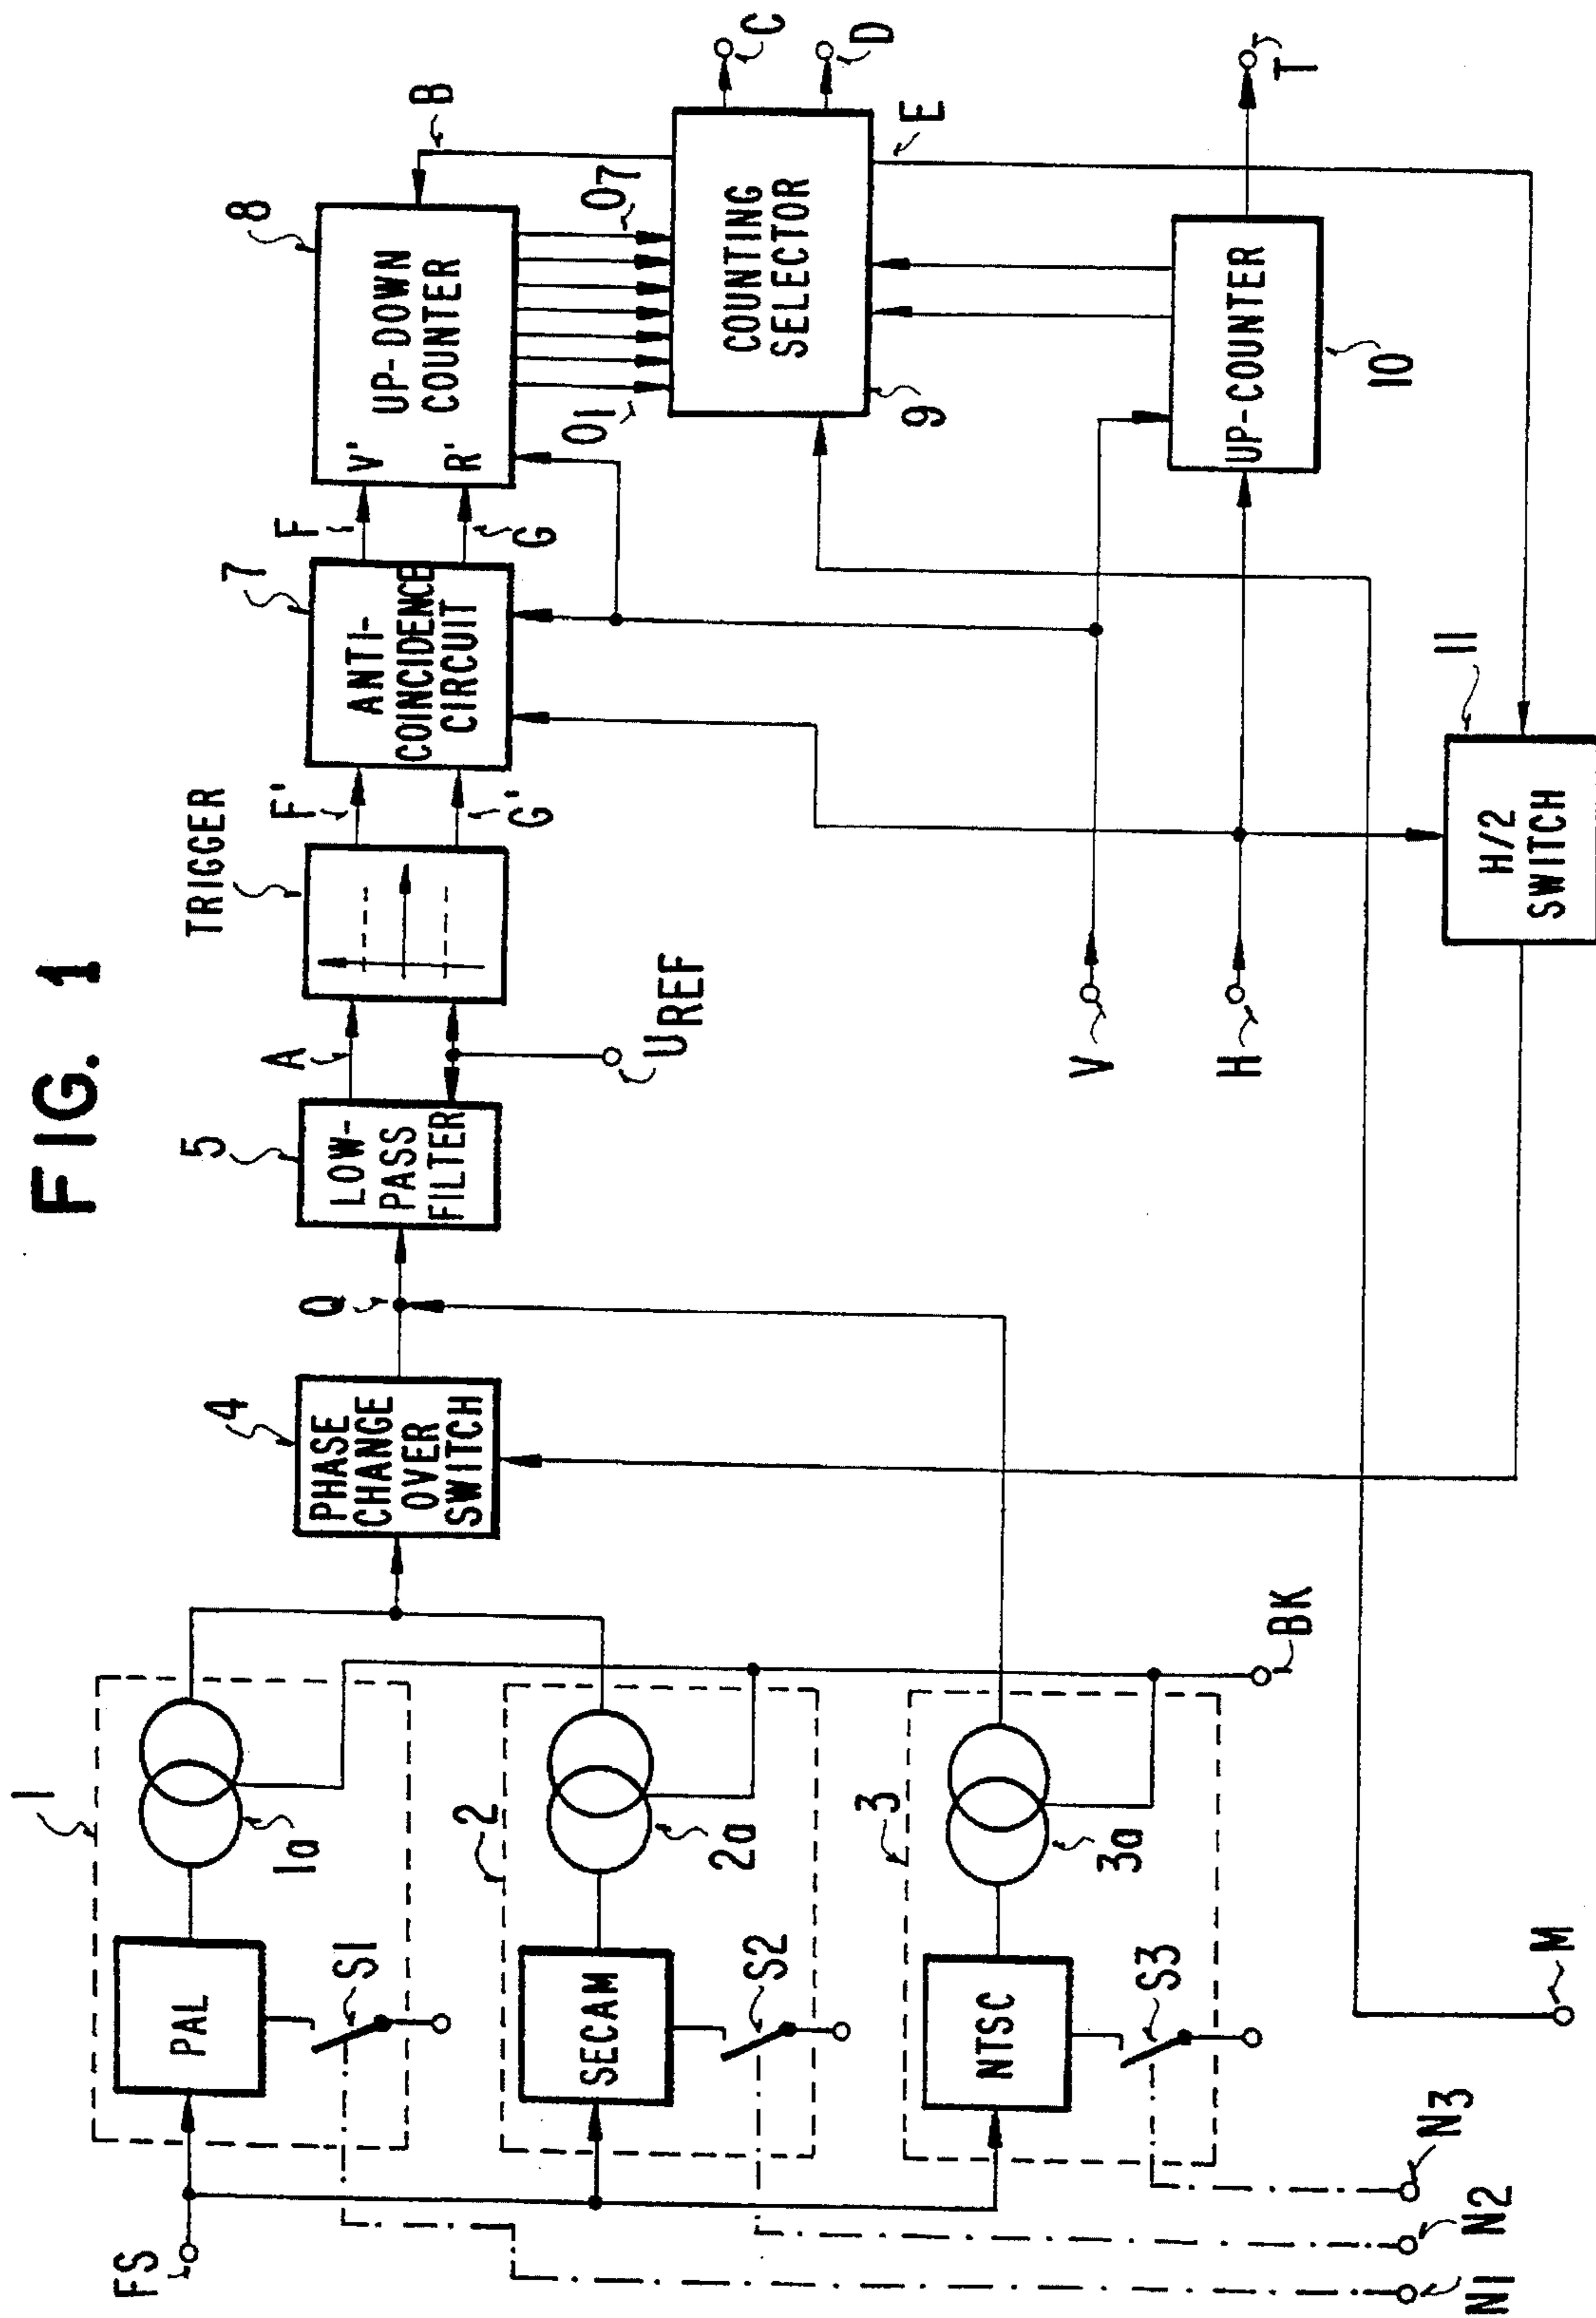 FIG. 1
FS
1
PAL
1a
S1
2
SECAM
2a
S2
3
NTSC
3a
S3
N1
N2
N3
BK
M
4
PHASE
CHANGE
OVER
SWITCH
Q
5
LOW-
PASS
FILTER
A
UREF
TRIGGER
F'
G'
7
ANTI-
COINCIDENCE
CIRCUIT
F
G
8
V'
R'
UP-DOWN
COUNTER
B
O1
O7
COUNTING
SELECTOR
9
C
D
E
V
H
UP-COUNTER
10
T
H/2
SWITCH
11